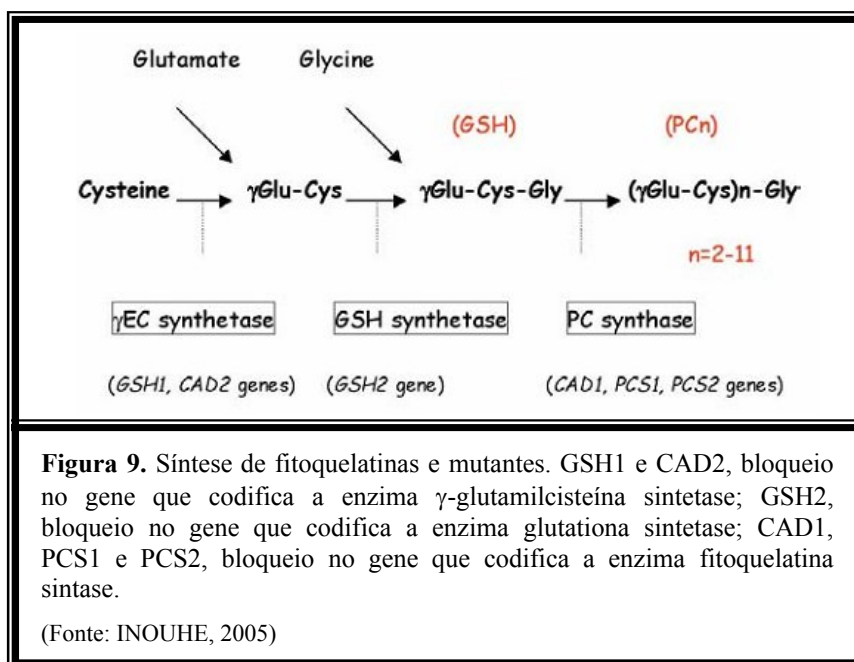 Glutamate Glycine
(GSH) (PCn)
Cysteine γGlu-Cys γGlu-Cys-Gly (γGlu-Cys)n-Gly
n=2-11
γEC synthetase GSH synthetase PC synthase
(GSH1, CAD2 genes) (GSH2 gene) (CAD1, PCS1, PCS2 genes)
Figura 9. Síntese de fitoquelatinas e mutantes. GSH1 e CAD2, bloqueio
no gene que codifica a enzima γ-glutamilcisteína sintetase; GSH2,
bloqueio no gene que codifica a enzima glutationa sintetase; CAD1,
PCS1 e PCS2, bloqueio no gene que codifica a enzima fitoquelatina
sintase.
(Fonte: INOUHE, 2005)